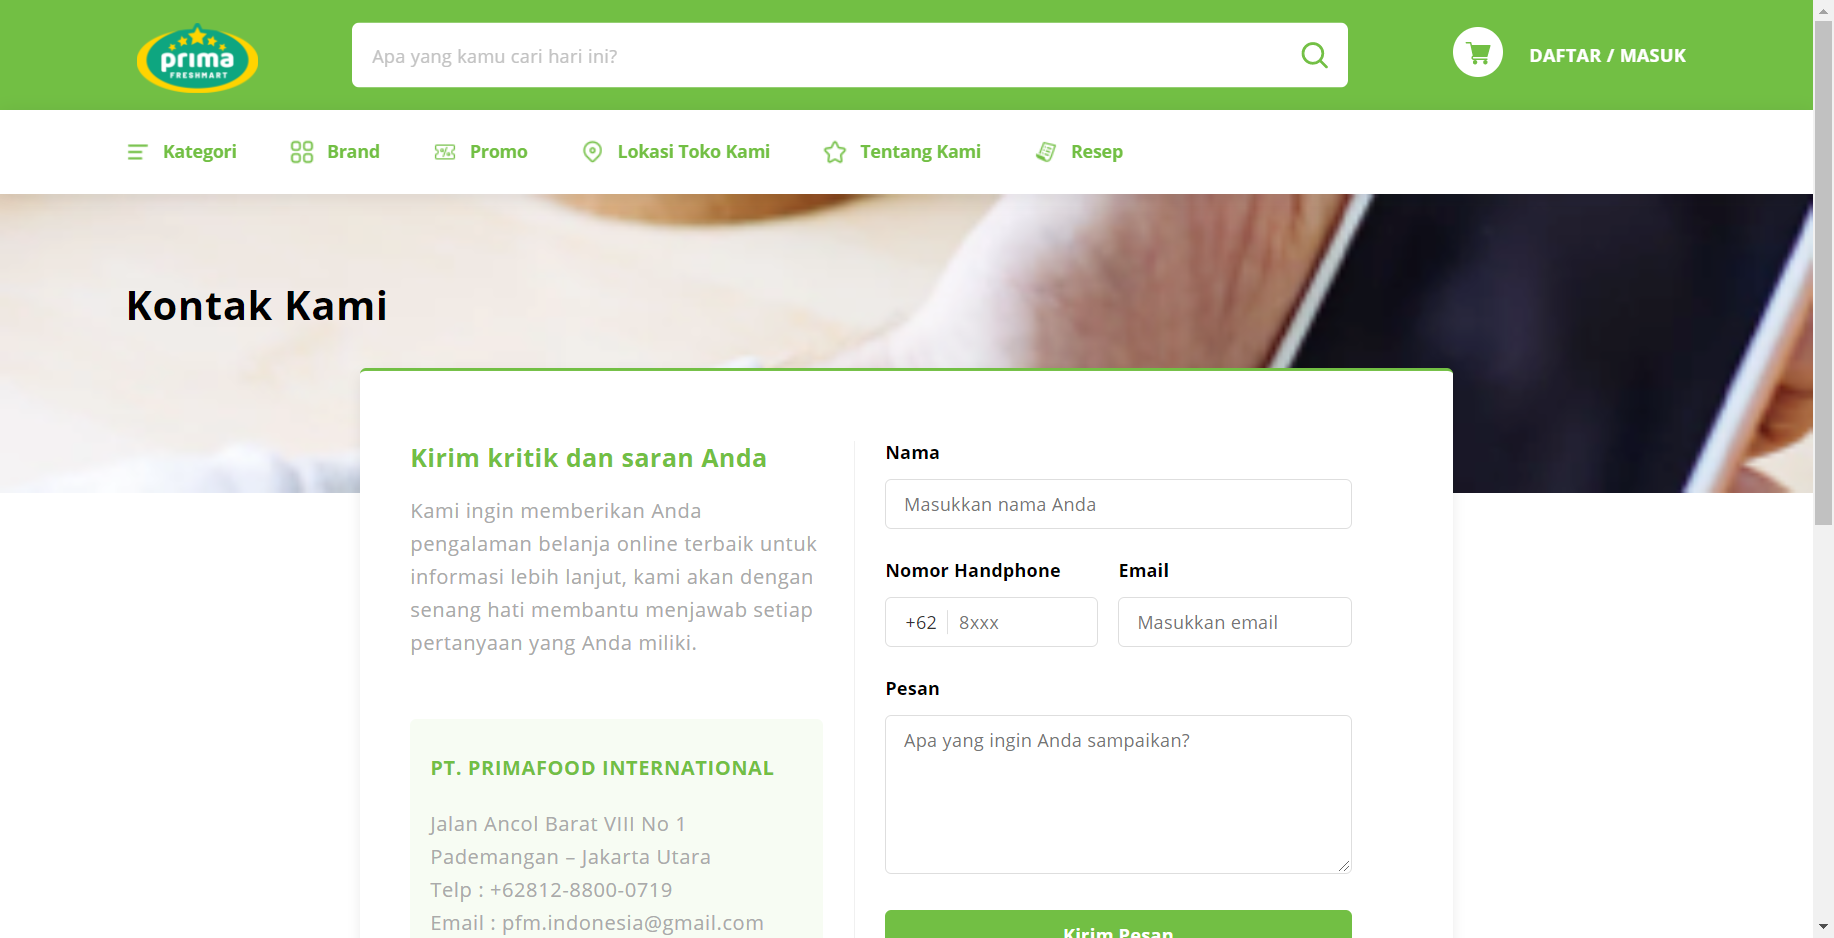 prima
FRESHMART
Apa yang kamu cari hari ini?
DAFTAR / MASUK
Kategori
Brand
Promo
Lokasi Toko Kami
Tentang Kami
Resep
Kontak Kami
Kirim kritik dan saran Anda
Kami ingin memberikan Anda
pengalaman belanja online terbaik untuk
informasi lebih lanjut, kami akan dengan
senang hati membantu menjawab setiap
pertanyaan yang Anda miliki.
PT. PRIMAFOOD INTERNATIONAL
Jalan Ancol Barat VIII No 1
Pademangan – Jakarta Utara
Telp : +62812-8800-0719
Email : pfm.indonesia@gmail.com
Nama
Masukkan nama Anda
Nomor Handphone
+62 8xxx
Email
Masukkan email
Pesan
Apa yang ingin Anda sampaikan?
Kirim Pesan